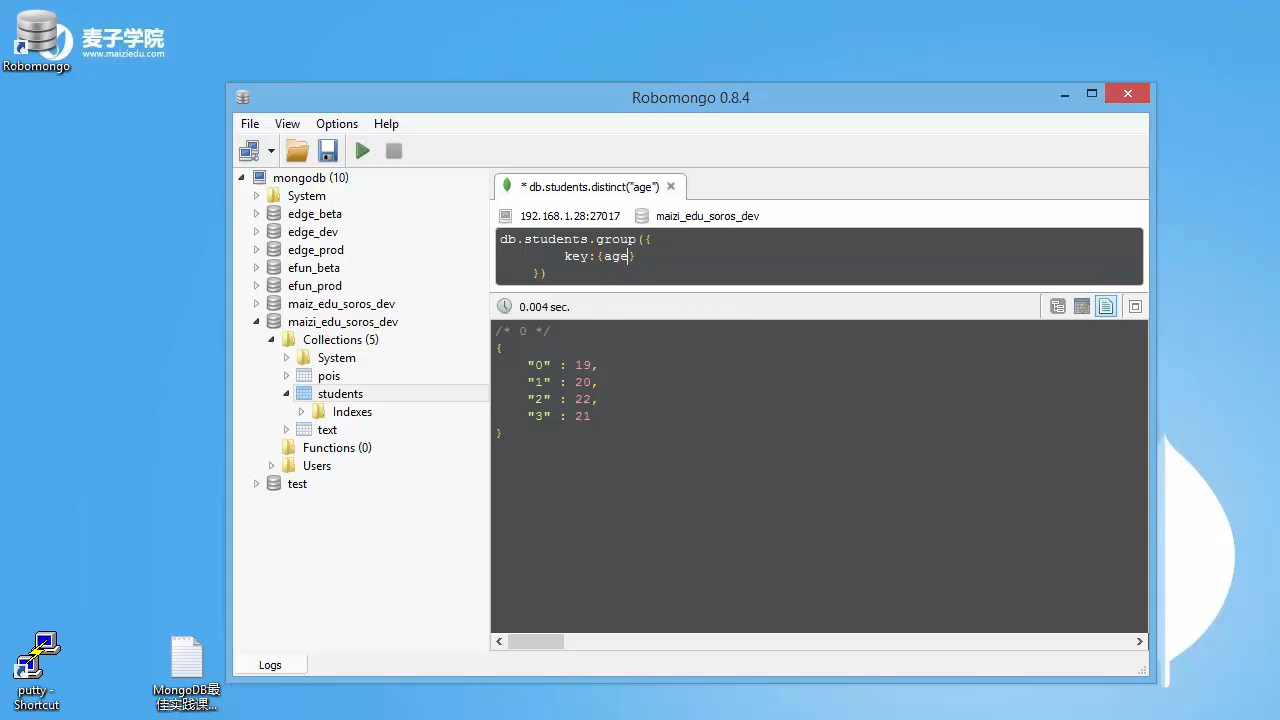 麦子学院
www.maiziedu.com
Robomongo
Robomongo 0.8.4
File View Options Help
mongodb (10)
System
edge_beta
edge_dev
edge_prod
efun_beta
efun_prod
maiz_edu_soros_dev
maizi_edu_soros_dev
Collections (5)
System
pois
students
Indexes
text
Functions (0)
Users
test
Logs
* db.students.distinct("age")
192.168.1.28:27017 maizi_edu_soros_dev
db.students.group({
key:{age}
})
0.004 sec.
/* 0 */
{
"0" : 19,
"1" : 20,
"2" : 22,
"3" : 21
}
putty -
Shortcut
MongoDB最
佳实践课...